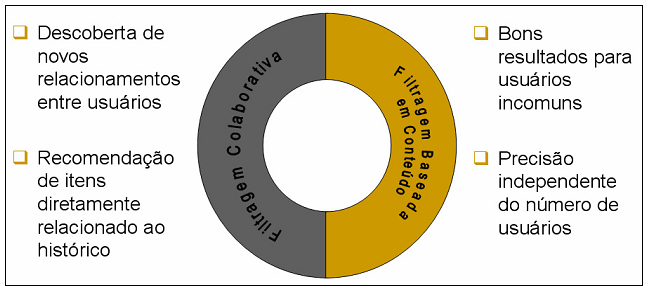 Descoberta de
novos
relacionamentos
entre usuários
Recomendação
de itens
diretamente
relacionado ao
histórico
Filtragem Colaborativa
Filtragem Baseada
em Conteúdo
Bons
resultados para
usuários
incomuns
Precisão
independente
do número de
usuários